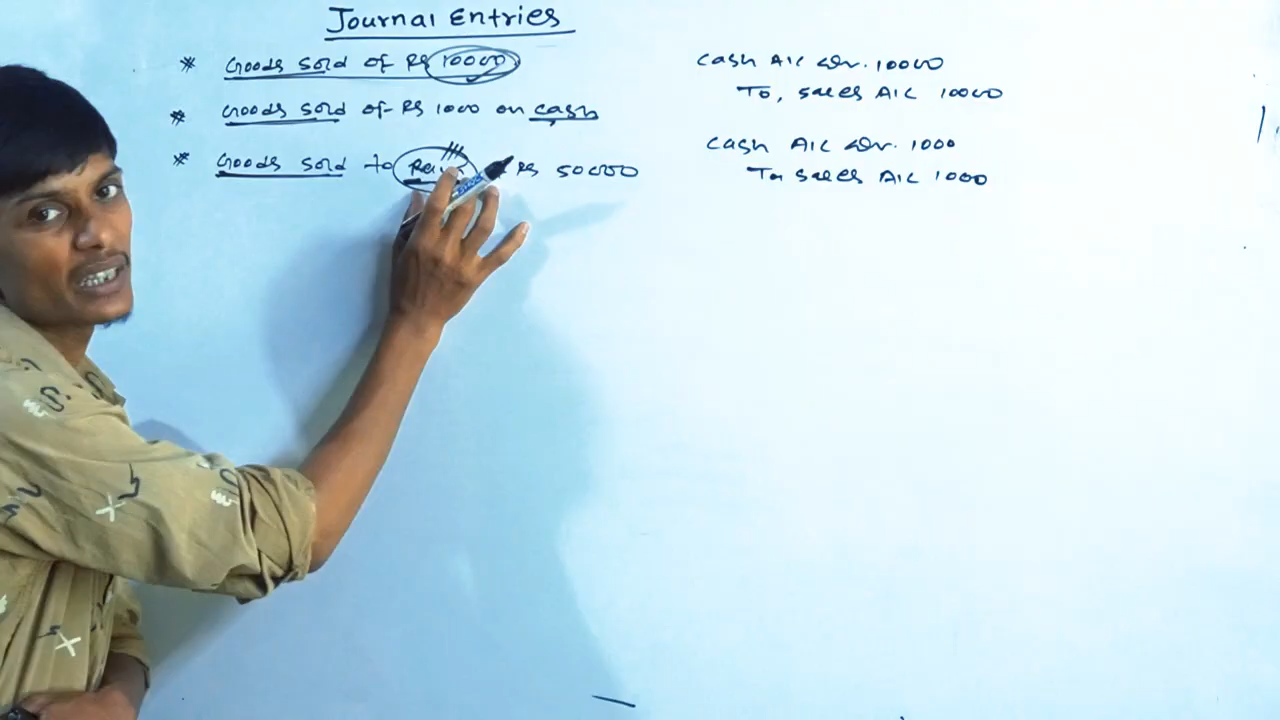 Journal Entries
* Goods sold of Rs 10000
* Goods sold of Rs 1000 on cash
* Goods sold to Rs 50000
Cash A/c Dr. 10000
To, sales A/c 10000
Cash A/c Dr. 1000
To sales A/c 1000